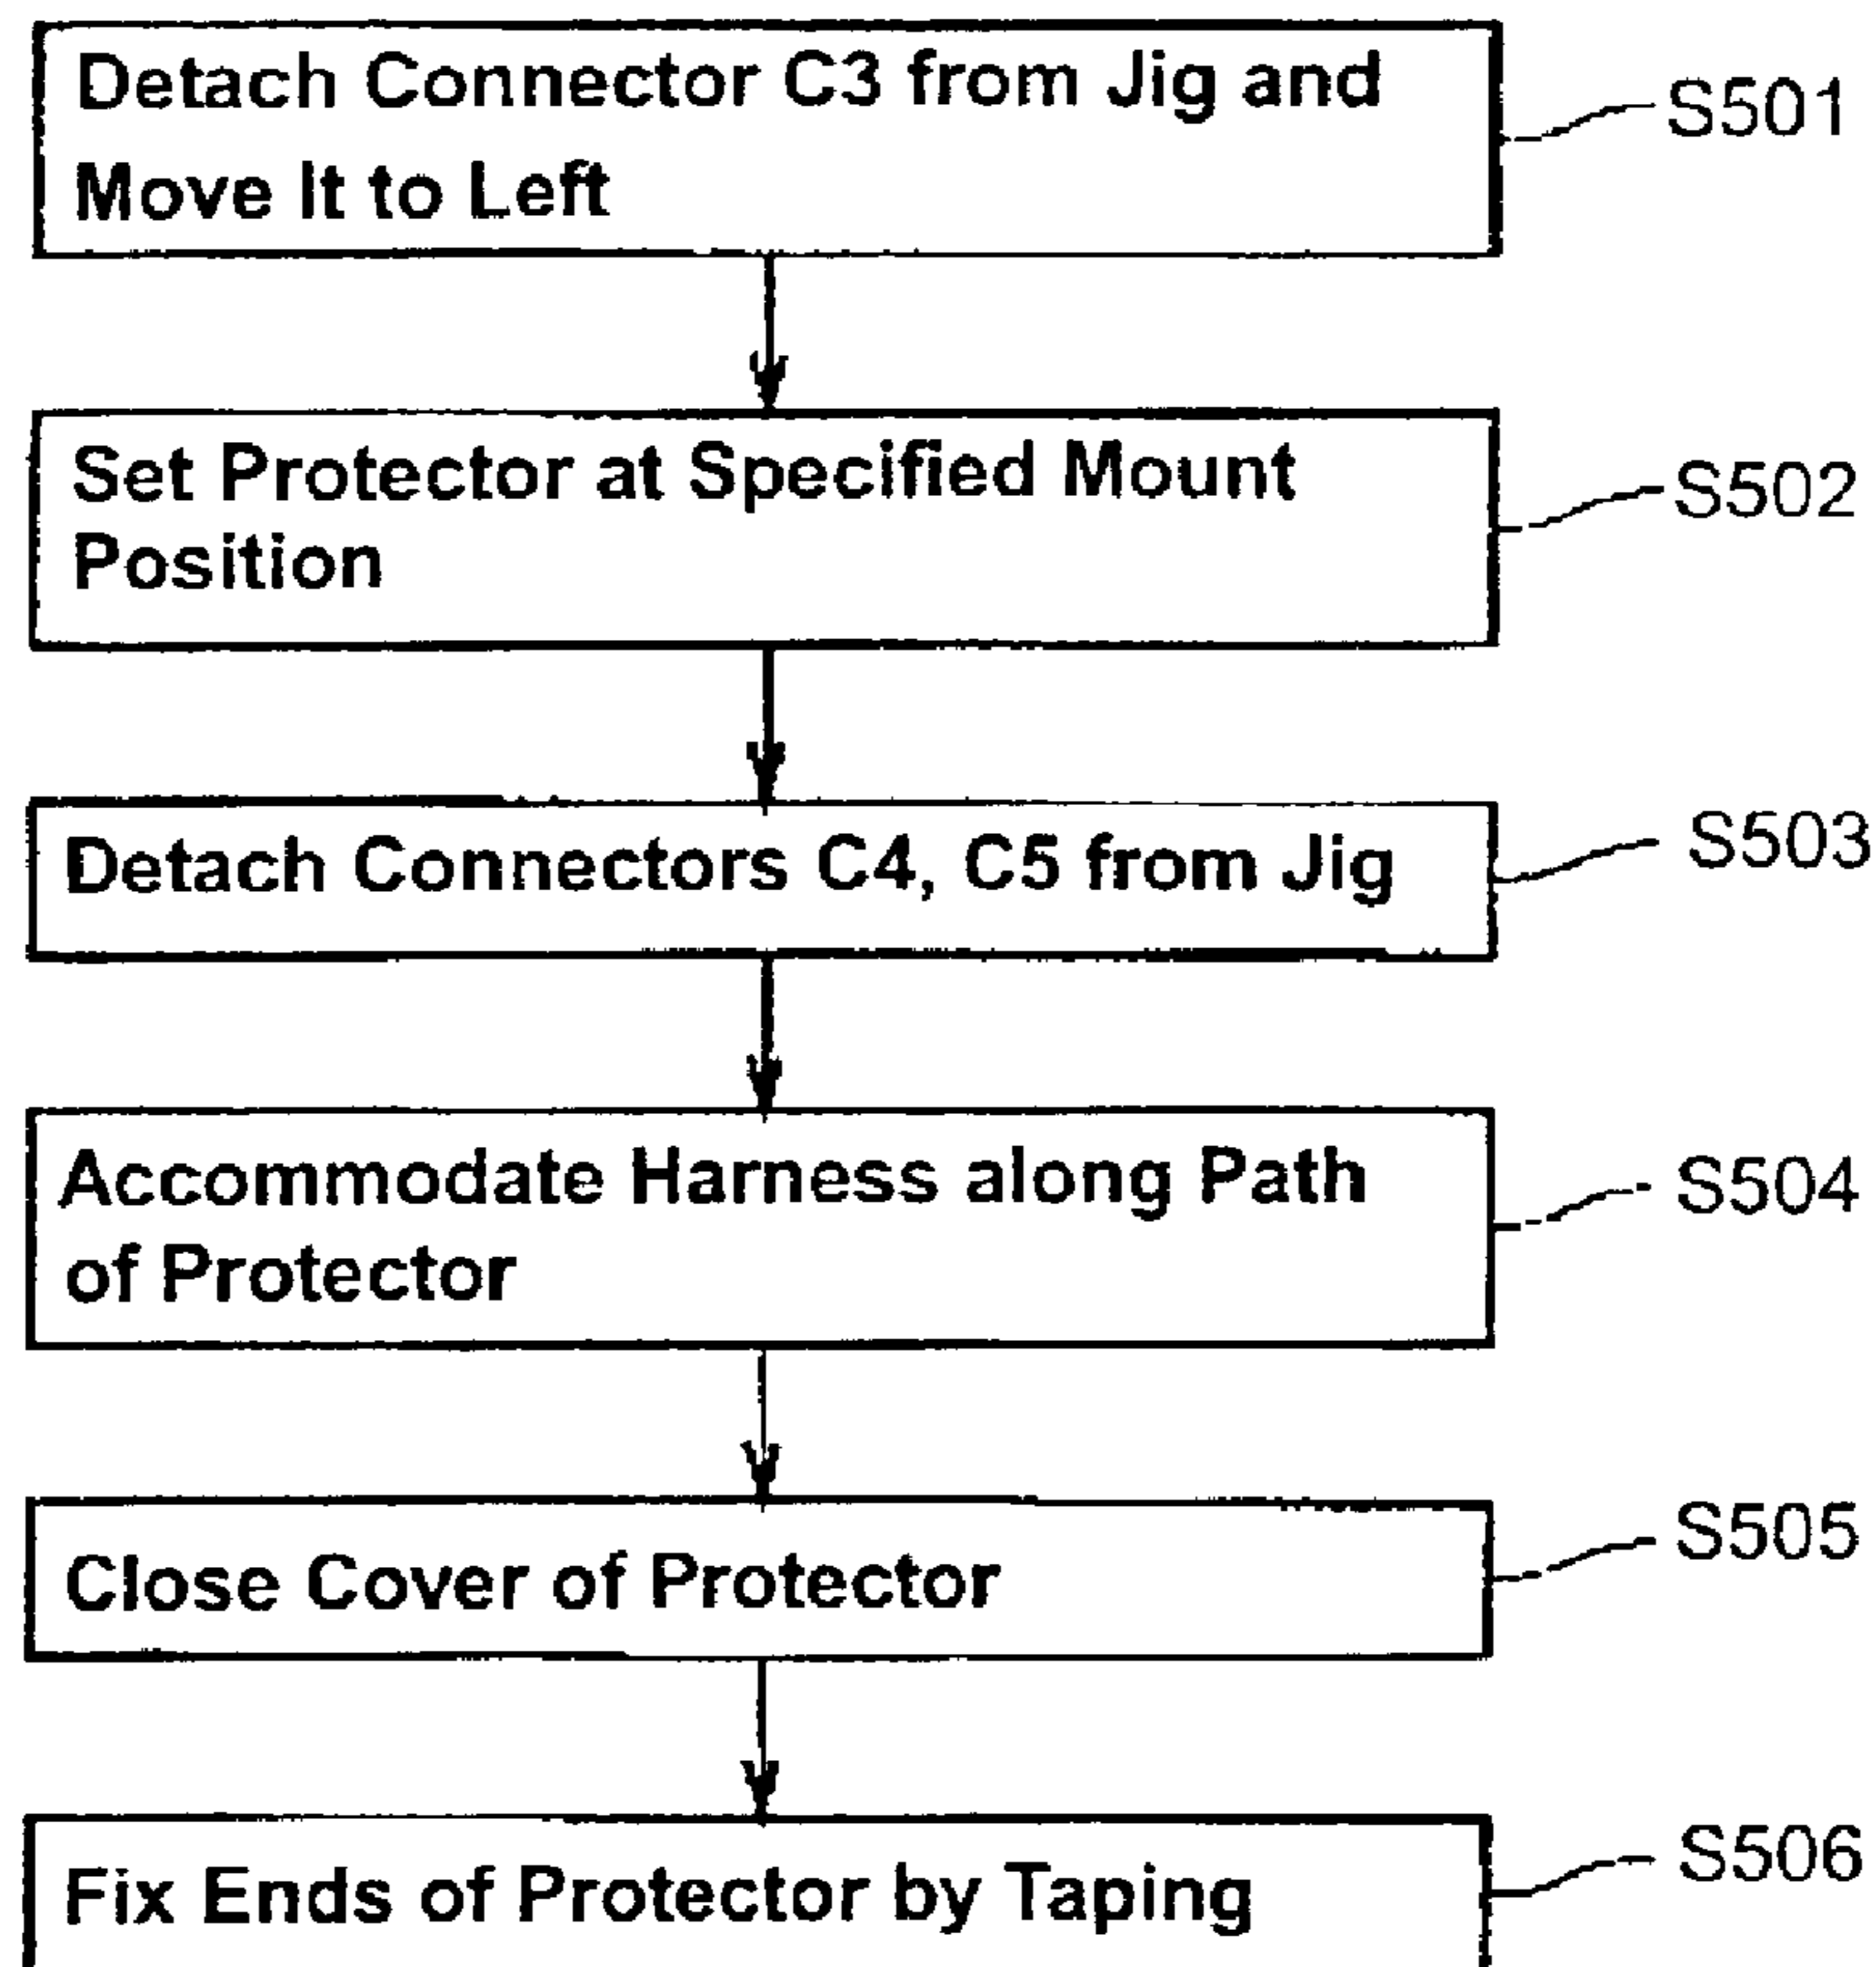 Detach Connector C3 from Jig and
Move It to Left
S501
Set Protector at Specified Mount
Position
S502
Detach Connectors C4, C5 from Jig
S503
Accommodate Harness along Path
of Protector
S504
Close Cover of Protector
S505
Fix Ends of Protector by Taping
S506